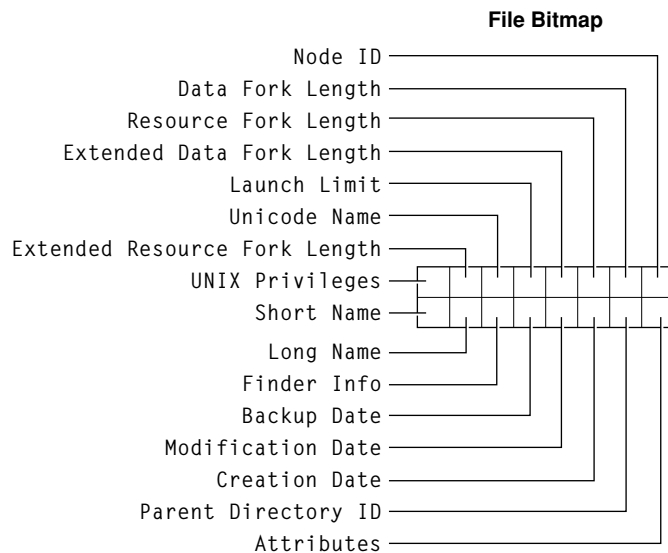 File Bitmap
Node ID
Data Fork Length
Resource Fork Length
Extended Data Fork Length
Launch Limit
Unicode Name
Extended Resource Fork Length
UNIX Privileges
Short Name
Long Name
Finder Info
Backup Date
Modification Date
Creation Date
Parent Directory ID
Attributes